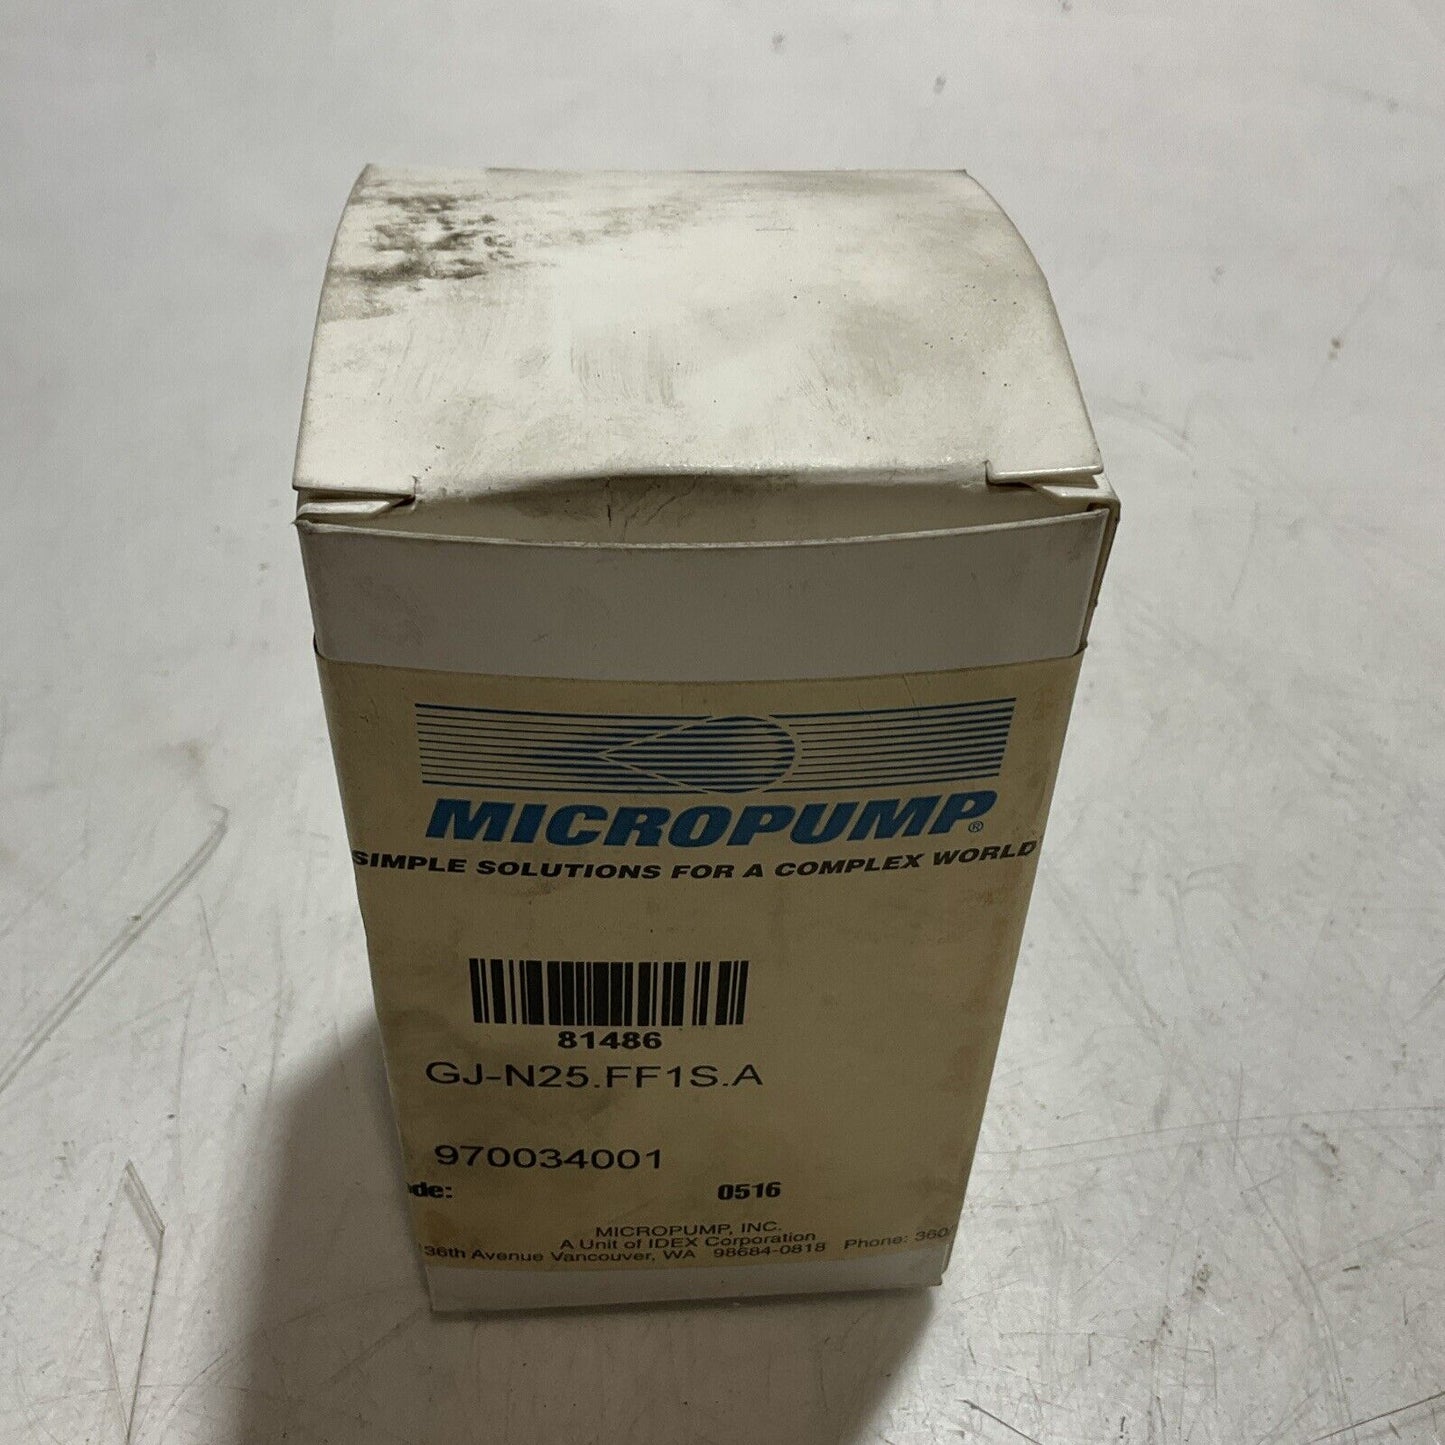 MICROPUMP®
SIMPLE SOLUTIONS FOR A COMPLEX WORLD
81486
GJ-N25.FF1S.A
970034001
de: 0516
MICROPUMP, INC.
A Unit of IDEX Corporation
36th Avenue Vancouver, WA 98684-0818 Phone: 360/